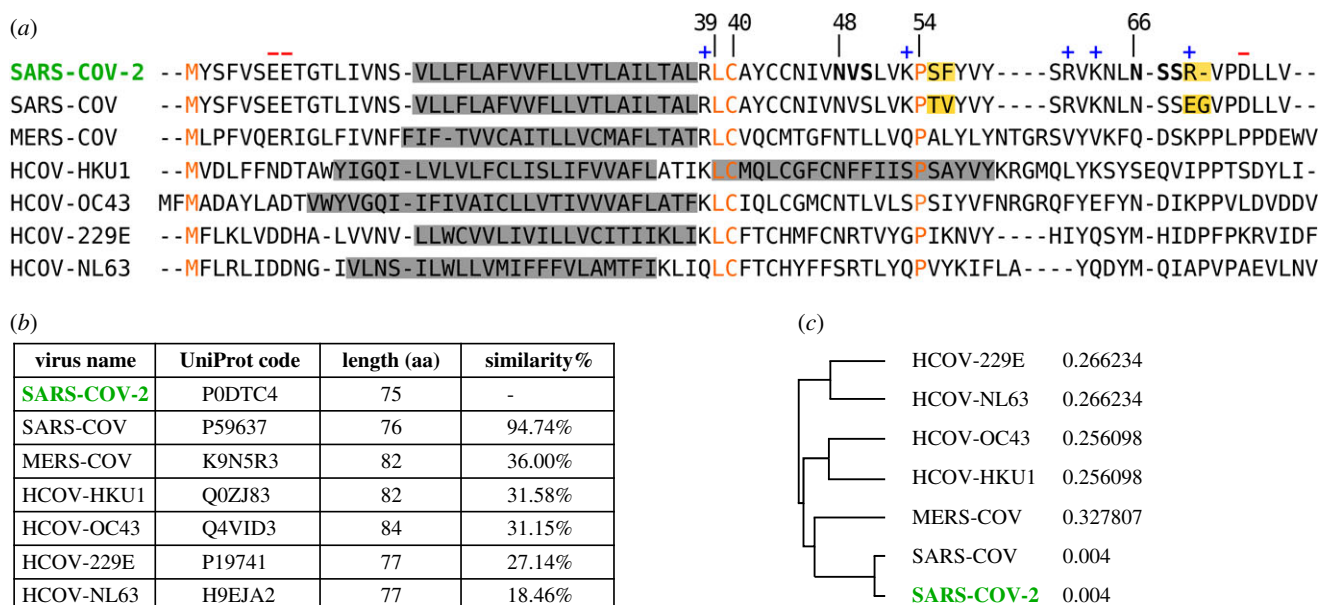 (a)
39 40 48 54 66
−− + + + + + −
SARS-COV-2 --MYSFVSEETGTLIVNS-VLLFLAFVVFLLVTLAILTALRLCAYCCNIVNVSLVKPSFYVY----SRVKNLN-SSR-VPDLLV--
SARS-COV --MYSFVSEETGTLIVNS-VLLFLAFVVFLLVTLAILTALRLCAYCCNIVNVSLVKPTVYVY----SRVKNLN-SSEGVPDLLV--
MERS-COV --MLPFVQERIGLFIVNFFIF-TVVCAITLLVCMAFLTATRLCVQCMTGFNTLLVQPALYLYNTGRSVYVKFQ-DSKPPLPPDEWV
HCOV-HKU1 --MVDLFFNDTAWYIGQI-LVLVLFCLISLIFVVAFLATIKLCMQLCGFCNFFIISPSAYVYKRGMQLYKSYSEQVIPPTSDYLI-
HCOV-OC43 MFMADAYLADTVWYVGQI-IFIVAICLLVTIVVVAFLATFKLCIQLCGMCNTLVLSPSIYVFNRGRQFYEFYN-DIKPPVLDVDDV
HCOV-229E --MFLKLVDDHA-LVVNV-LLWCVVLIVILLVCITIIKLIKLCFTCHMFCNRTVYGPIKNVY----HIYQSYM-HIDPFPKRVIDF
HCOV-NL63 --MFLRLIDDNG-IVLNS-ILWLLVMIFFFVLAMTFIKLIQLCFTCHYFFSRTLYQPVYKIFLA----YQDYM-QIAPVPAEVLNV
(b)
virus name UniProt code length (aa) similarity%
SARS-COV-2 P0DTC4 75 -
SARS-COV P59637 76 94.74%
MERS-COV K9N5R3 82 36.00%
HCOV-HKU1 Q0ZJ83 82 31.58%
HCOV-OC43 Q4VID3 84 31.15%
HCOV-229E P19741 77 27.14%
HCOV-NL63 H9EJA2 77 18.46%
(c)
HCOV-229E 0.266234
HCOV-NL63 0.266234
HCOV-OC43 0.256098
HCOV-HKU1 0.256098
MERS-COV 0.327807
SARS-COV 0.004
SARS-COV-2 0.004